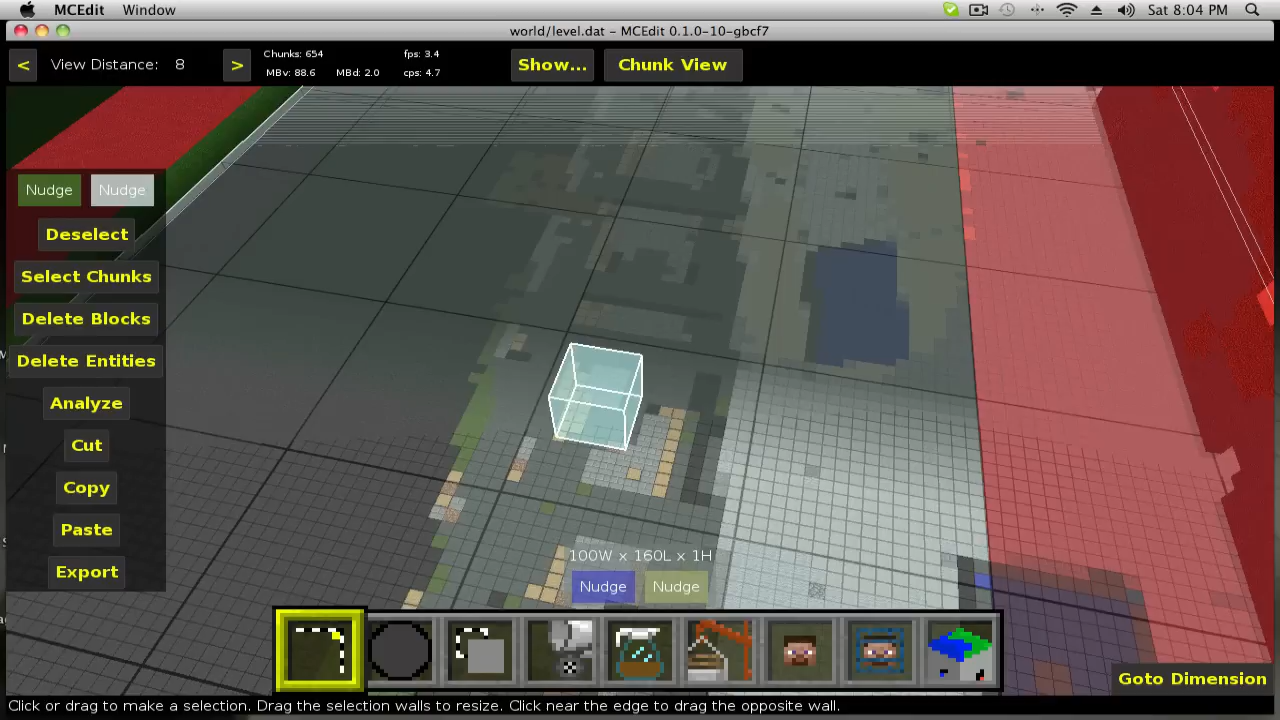 MCEdit Window Sat 8:04 PM
world/level.dat – MCEdit 0.1.0-10-gbcf7
< View Distance: 8 >
Chunks: 654 fps: 3.4
MBv: 88.6 MBd: 2.0 cps: 4.7
Show... Chunk View
Nudge Nudge
Deselect
Select Chunks
Delete Blocks
Delete Entities
Analyze
Cut
Copy
Paste
Export
100W x 160L x 1H
Nudge Nudge
Goto Dimension
Click or drag to make a selection. Drag the selection walls to resize. Click near the edge to drag the opposite wall.